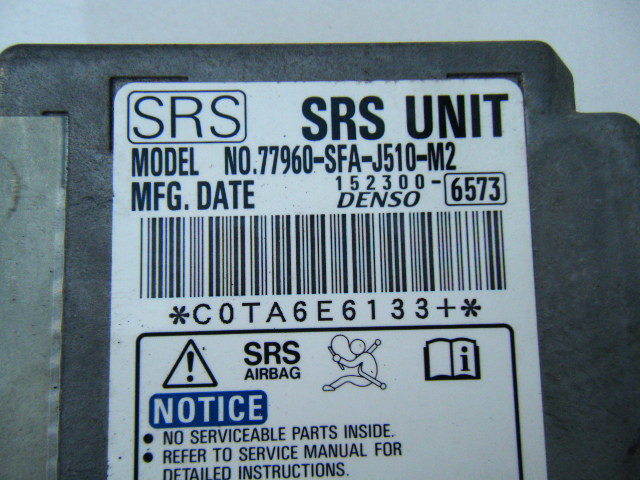 SRS SRS UNIT
MODEL NO.77960-SFA-J510-M2
MFG. DATE 152300-6573
DENSO
*C0TA6E6133+*
SRS
AIRBAG
i
NOTICE
• NO SERVICEABLE PARTS INSIDE.
• REFER TO SERVICE MANUAL FOR
DETAILED INSTRUCTIONS.